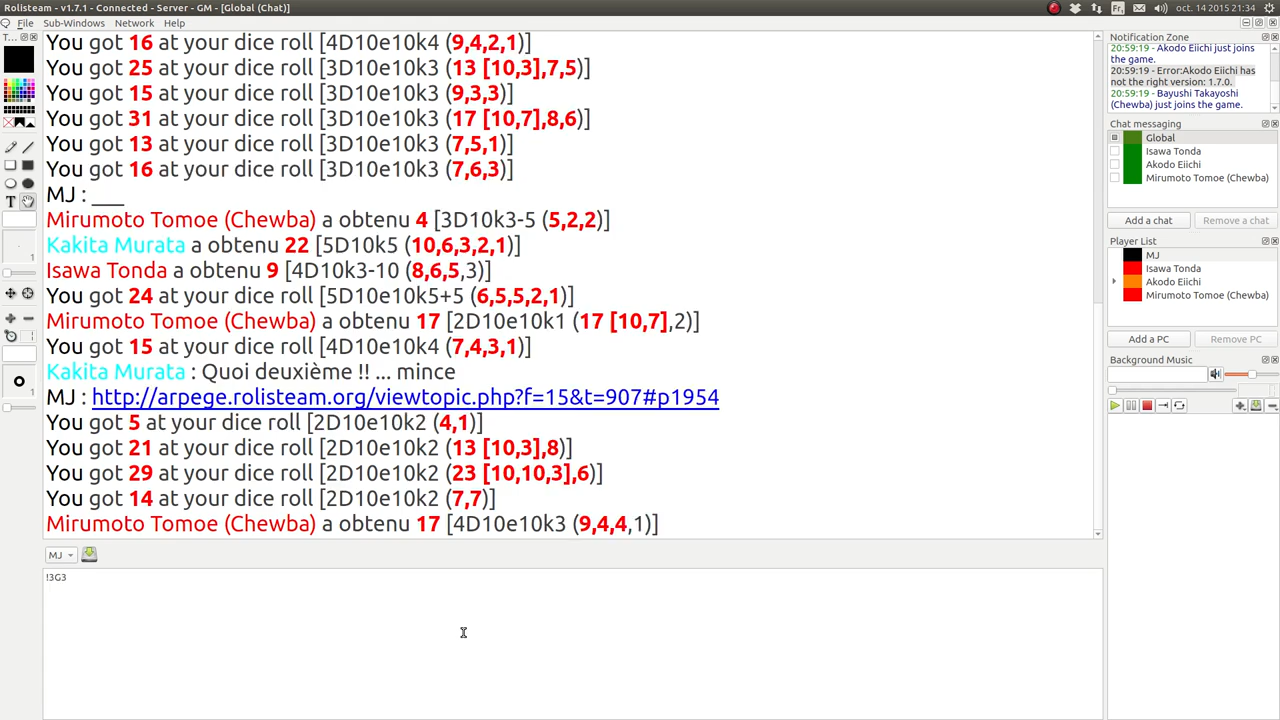 Rolisteam - v1.7.1 - Connected - Server - GM - [Global (Chat)]
Fr
oct. 14 2015 21:34
File Sub-Windows Network Help
T...
You got 16 at your dice roll [4D10e10k4 (9,4,2,1)]
You got 25 at your dice roll [3D10e10k3 (13 [10,3],7,5)]
You got 15 at your dice roll [3D10e10k3 (9,3,3)]
You got 31 at your dice roll [3D10e10k3 (17 [10,7],8,6)]
You got 13 at your dice roll [3D10e10k3 (7,5,1)]
You got 16 at your dice roll [3D10e10k3 (7,6,3)]
MJ : ___
Mirumoto Tomoe (Chewba) a obtenu 4 [3D10k3-5 (5,2,2)]
Kakita Murata a obtenu 22 [5D10k5 (10,6,3,2,1)]
Isawa Tonda a obtenu 9 [4D10k3-10 (8,6,5,3)]
You got 24 at your dice roll [5D10e10k5+5 (6,5,5,2,1)]
Mirumoto Tomoe (Chewba) a obtenu 17 [2D10e10k1 (17 [10,7],2)]
You got 15 at your dice roll [4D10e10k4 (7,4,3,1)]
Kakita Murata : Quoi deuxième !! ... mince
MJ : http://arpege.rolisteam.org/viewtopic.php?f=15&t=907#p1954
You got 5 at your dice roll [2D10e10k2 (4,1)]
You got 21 at your dice roll [2D10e10k2 (13 [10,3],8)]
You got 29 at your dice roll [2D10e10k2 (23 [10,10,3],6)]
You got 14 at your dice roll [2D10e10k2 (7,7)]
Mirumoto Tomoe (Chewba) a obtenu 17 [4D10e10k3 (9,4,4,1)]
MJ
!3G3
T
1
1
Notification Zone
20:59:19 - Akodo Eiichi just joins
the game.
20:59:19 - Error:Akodo Eiichi has
not the right version: 1.7.0.
20:59:19 - Bayushi Takayoshi
(Chewba) just joins the game.
Chat messaging
Global
Isawa Tonda
Akodo Eiichi
Mirumoto Tomoe (Chewba)
Add a chat
Remove a chat
Player List
MJ
Isawa Tonda
Akodo Eiichi
Mirumoto Tomoe (Chewba)
Add a PC
Remove PC
Background Music